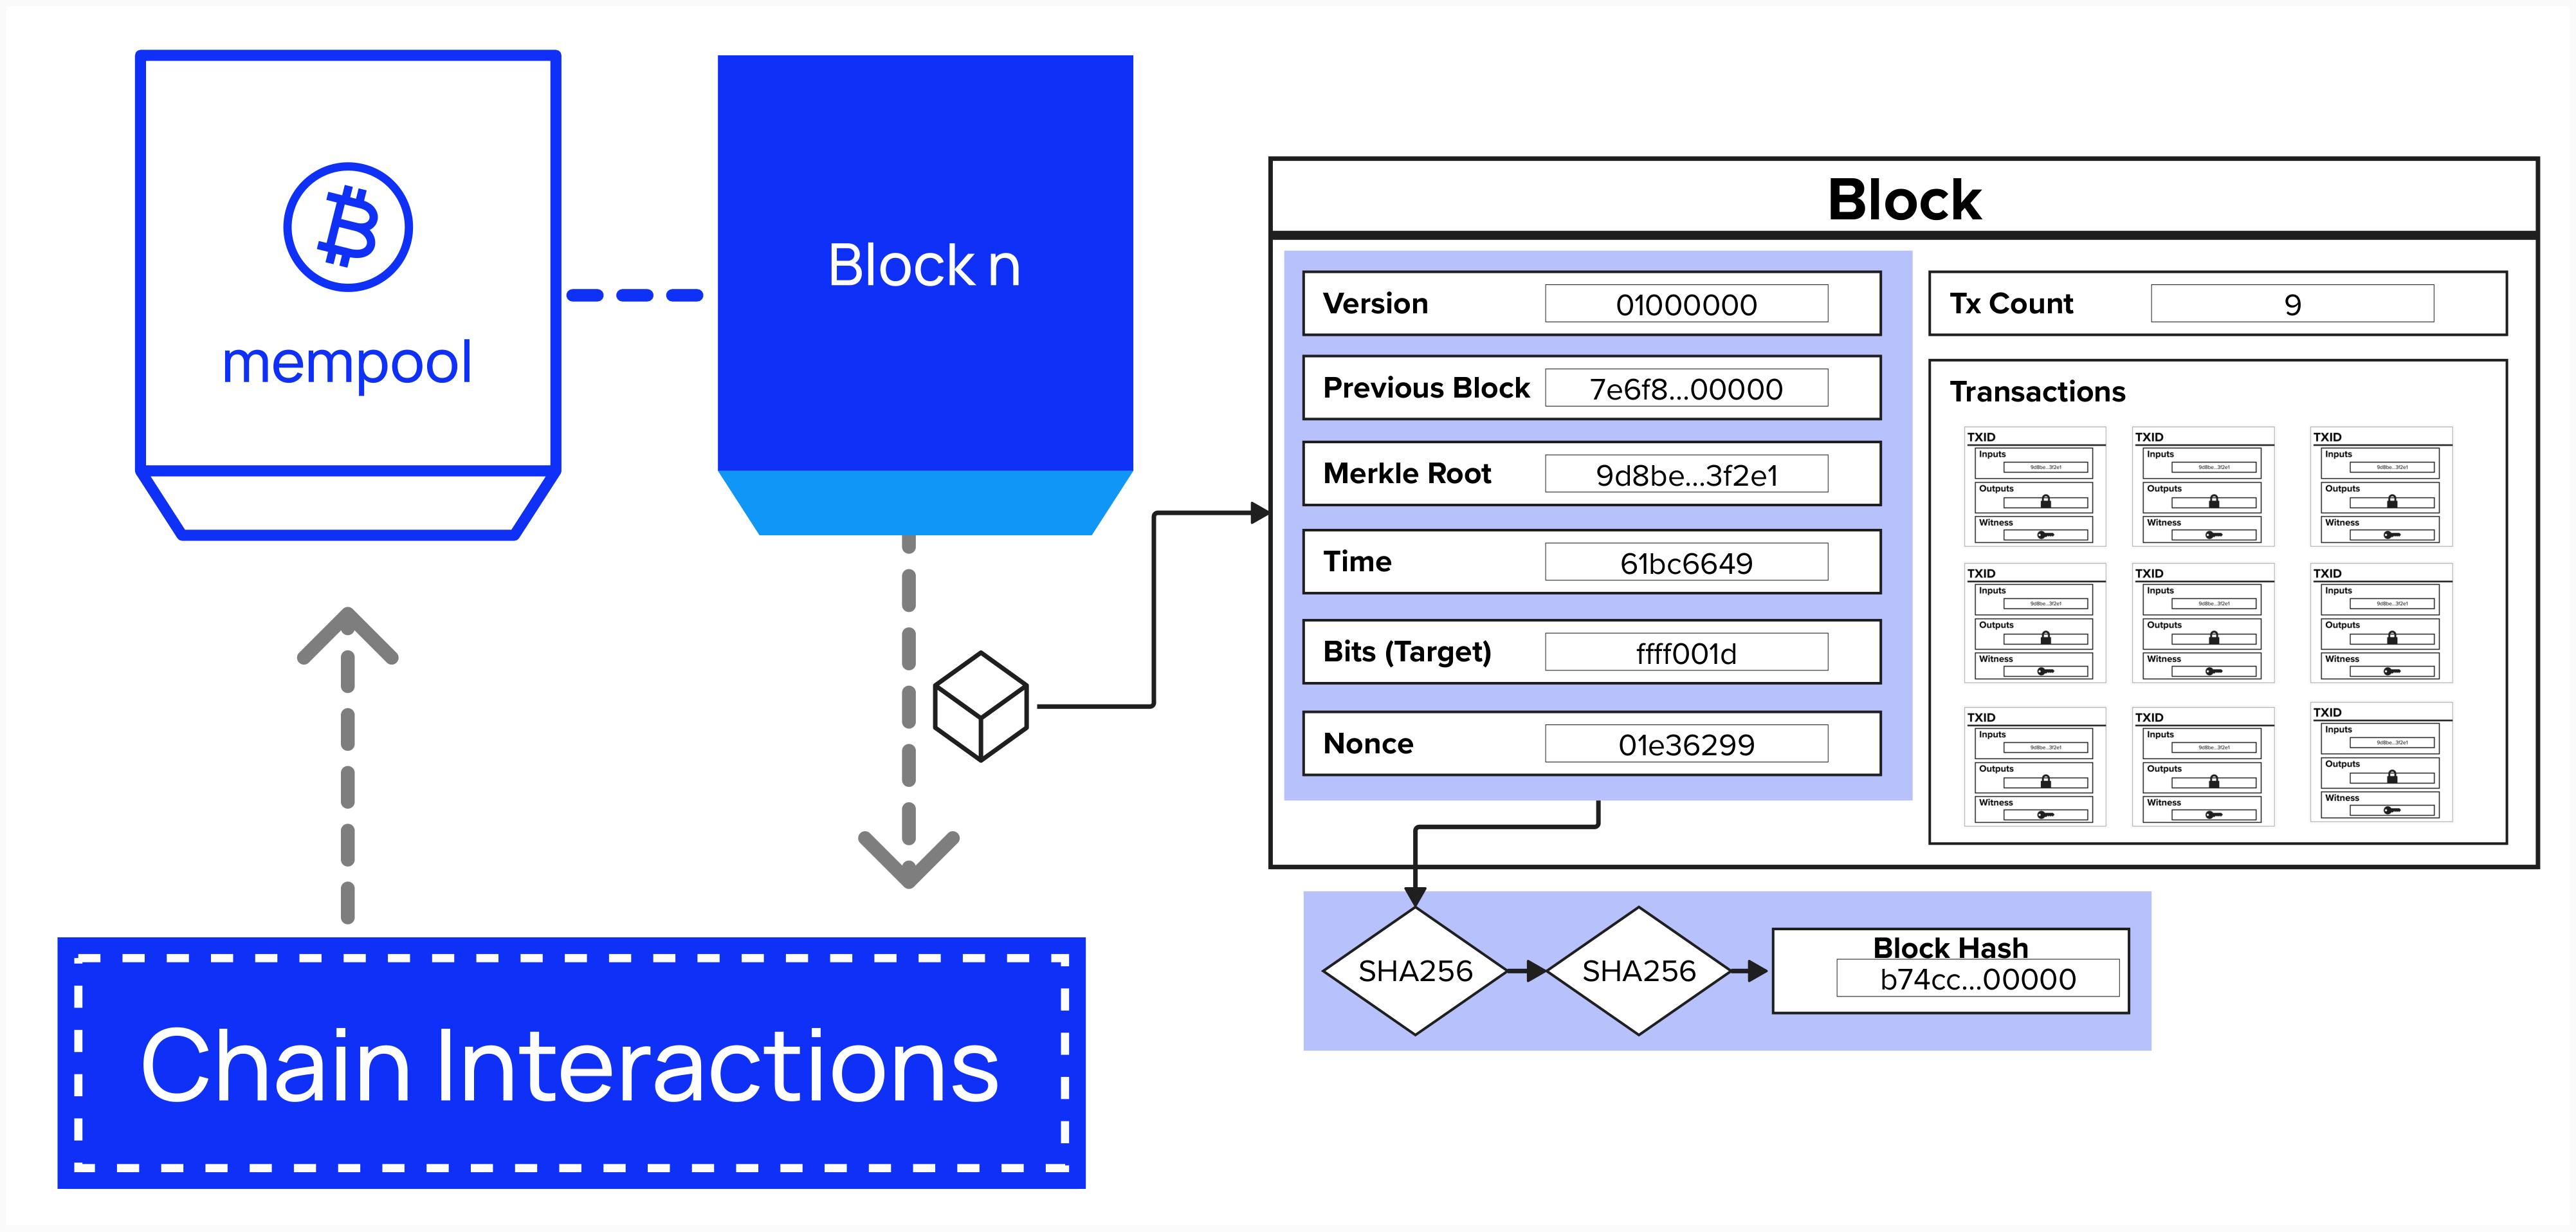 mempool
Block n
Chain Interactions
Block
Version 01000000
Previous Block 7e6f8...00000
Merkle Root 9d8be...3f2e1
Time 61bc6649
Bits (Target) ffff001d
Nonce 01e36299
Tx Count 9
Transactions
TXID TXID TXID
Inputs Inputs Inputs
9d8be...3f2e1 9d8be...3f2e1 9d8be...3f2e1
Outputs Outputs Outputs
Witness Witness Witness
TXID TXID TXID
Inputs Inputs Inputs
9d8be...3f2e1 9d8be...3f2e1 9d8be...3f2e1
Outputs Outputs Outputs
Witness Witness Witness
TXID TXID TXID
Inputs Inputs Inputs
9d8be...3f2e1 9d8be...3f2e1 9d8be...3f2e1
Outputs Outputs Outputs
Witness Witness Witness
SHA256 SHA256
Block Hash
b74cc...00000